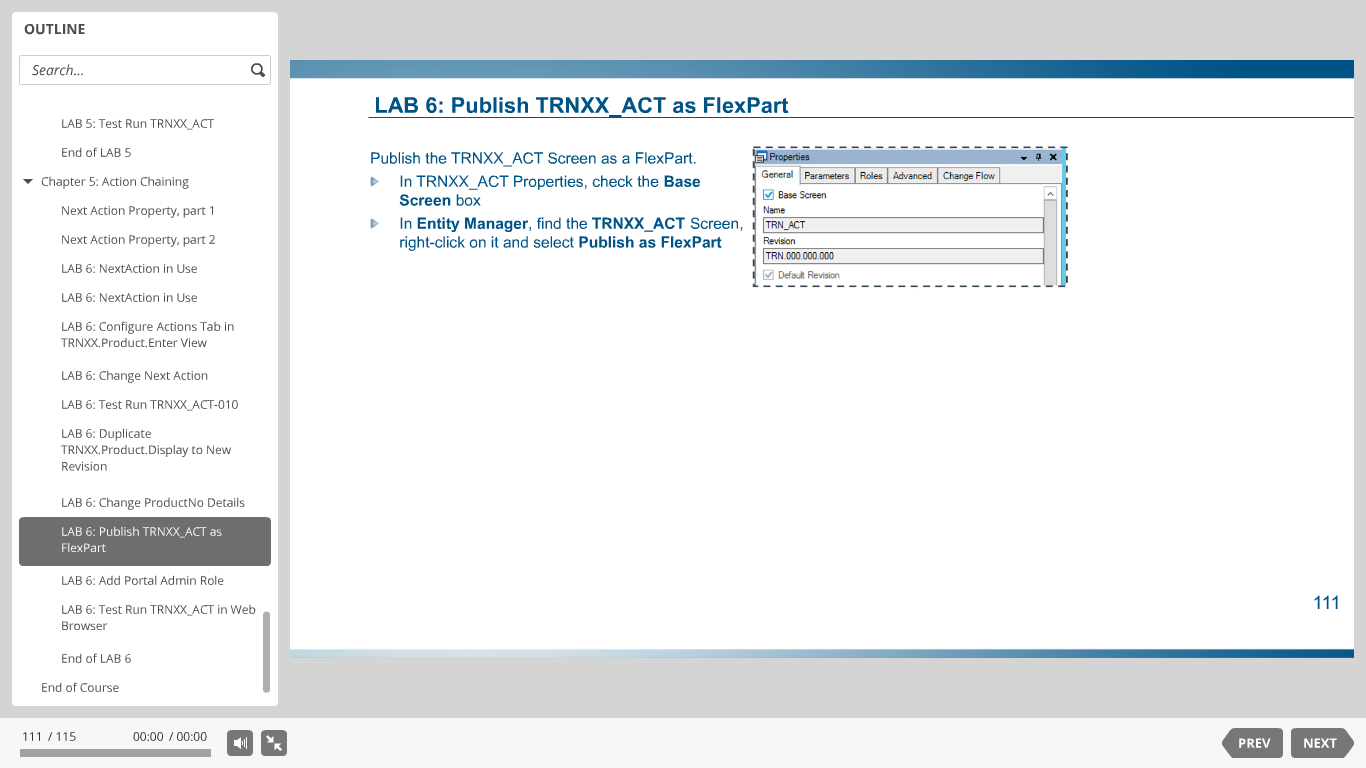 OUTLINE
Search...
LAB 5: Test Run TRNXX_ACT
End of LAB 5
Chapter 5: Action Chaining
Next Action Property, part 1
Next Action Property, part 2
LAB 6: NextAction in Use
LAB 6: NextAction in Use
LAB 6: Configure Actions Tab in
TRNXX.Product.Enter View
LAB 6: Change Next Action
LAB 6: Test Run TRNXX_ACT-010
LAB 6: Duplicate
TRNXX.Product.Display to New
Revision
LAB 6: Change ProductNo Details
LAB 6: Publish TRNXX_ACT as
FlexPart
LAB 6: Add Portal Admin Role
LAB 6: Test Run TRNXX_ACT in Web
Browser
End of LAB 6
End of Course
LAB 6: Publish TRNXX_ACT as FlexPart
Publish the TRNXX_ACT Screen as a FlexPart.
In TRNXX_ACT Properties, check the Base
Screen box
In Entity Manager, find the TRNXX_ACT Screen,
right-click on it and select Publish as FlexPart
Properties
General Parameters Roles Advanced Change Flow
Base Screen
Name
TRN_ACT
Revision
TRN.000.000.000
Default Revision
111
111 / 115 00:00 / 00:00
PREV NEXT